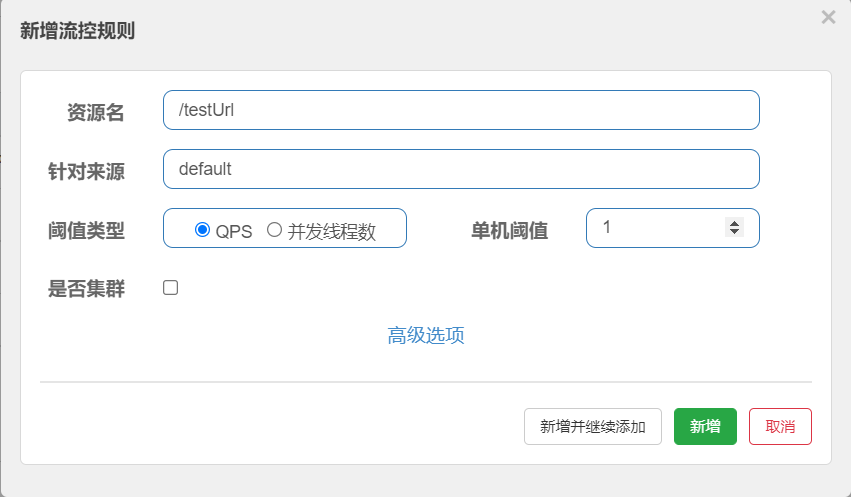 新增流控规则
资源名 /testUrl
针对来源 default
阈值类型 QPS 并发线程数 单机阈值 1
是否集群
高级选项
新增并继续添加 新增 取消